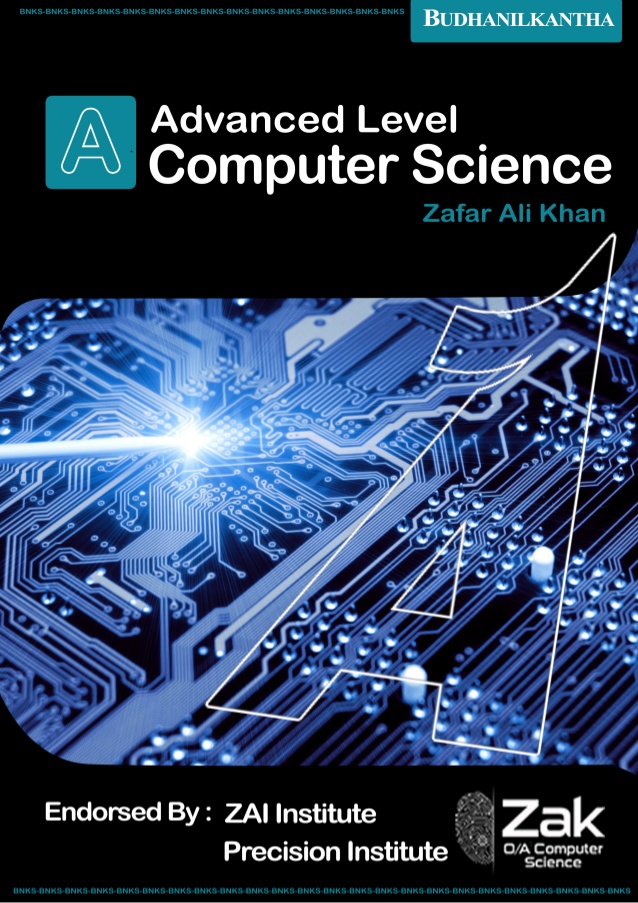 BNKS-BNKS-BNKS-BNKS-BNKS-BNKS-BNKS-BNKS-BNKS-BNKS-BNKS-BNKS-BNKS-BNKS-BNKS
BUDHANILKANTHA
A
Advanced Level
Computer Science
Zafar Ali Khan
A
Endorsed By : ZAI Institute
Precision Institute
Zak
O/A Computer
Science
BNKS-BNKS-BNKS-BNKS-BNKS-BNKS-BNKS-BNKS-BNKS-BNKS-BNKS-BNKS-BNKS-BNKS-BNKS-BNKS-BNKS-BNKS-BNKS-BNKS-BNKS-BNKS-BNKS-BNKS